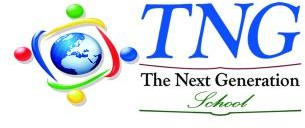 TNG
The Next Generation
School